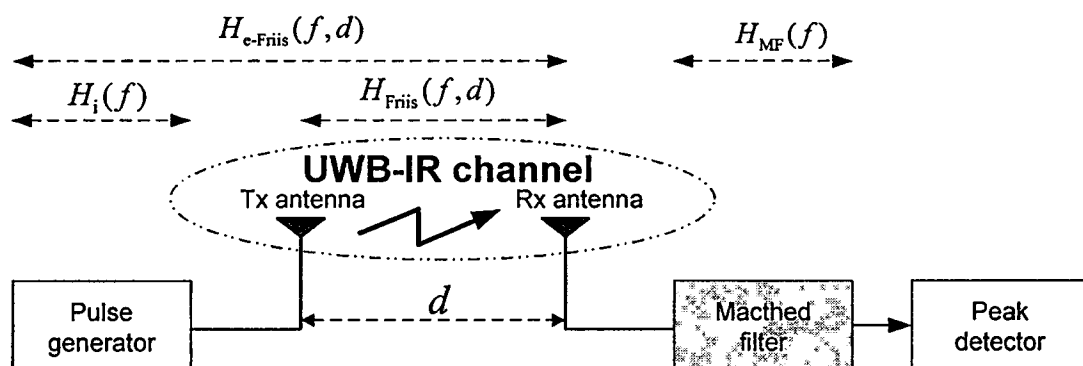 H_e-Friis(f,d)
H_MF(f)
H_i(f)
H_Friis(f,d)
UWB-IR channel
Tx antenna
Rx antenna
d
Pulse
generator
Macthed
filter
Peak
detector